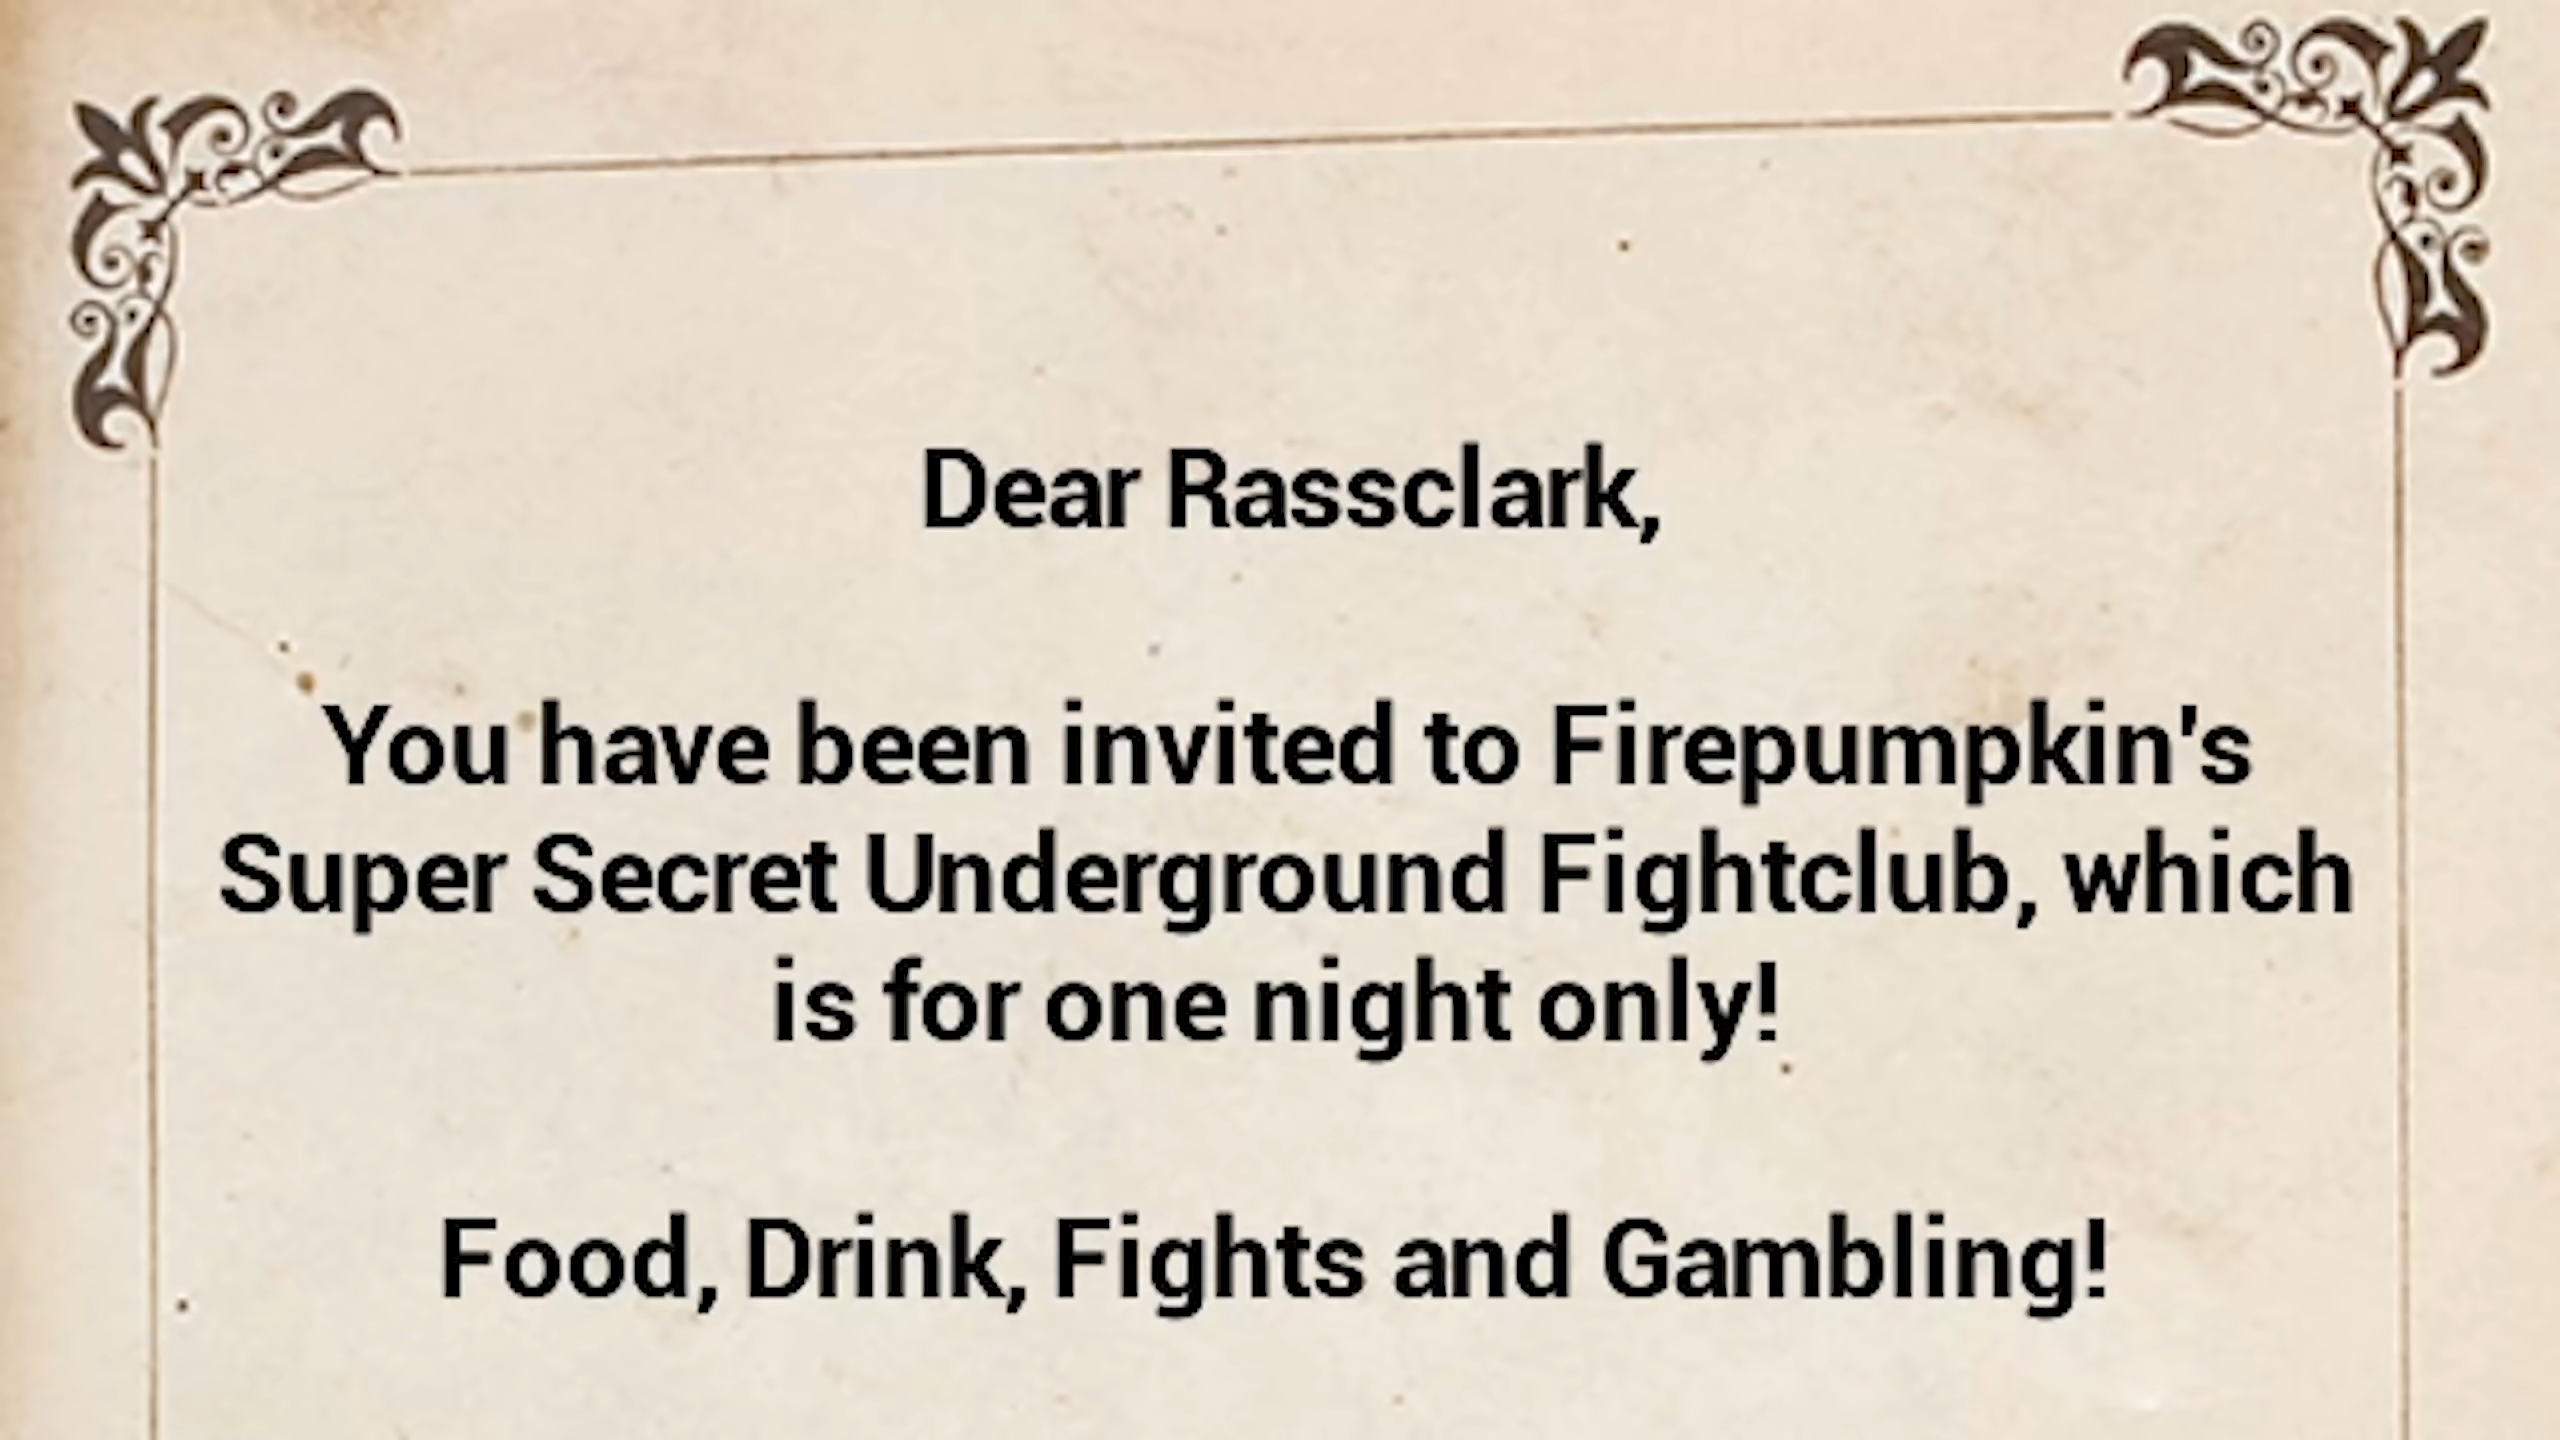 Dear Rassclark,
You have been invited to Firepumpkin's
Super Secret Underground Fightclub, which
is for one night only!
Food, Drink, Fights and Gambling!